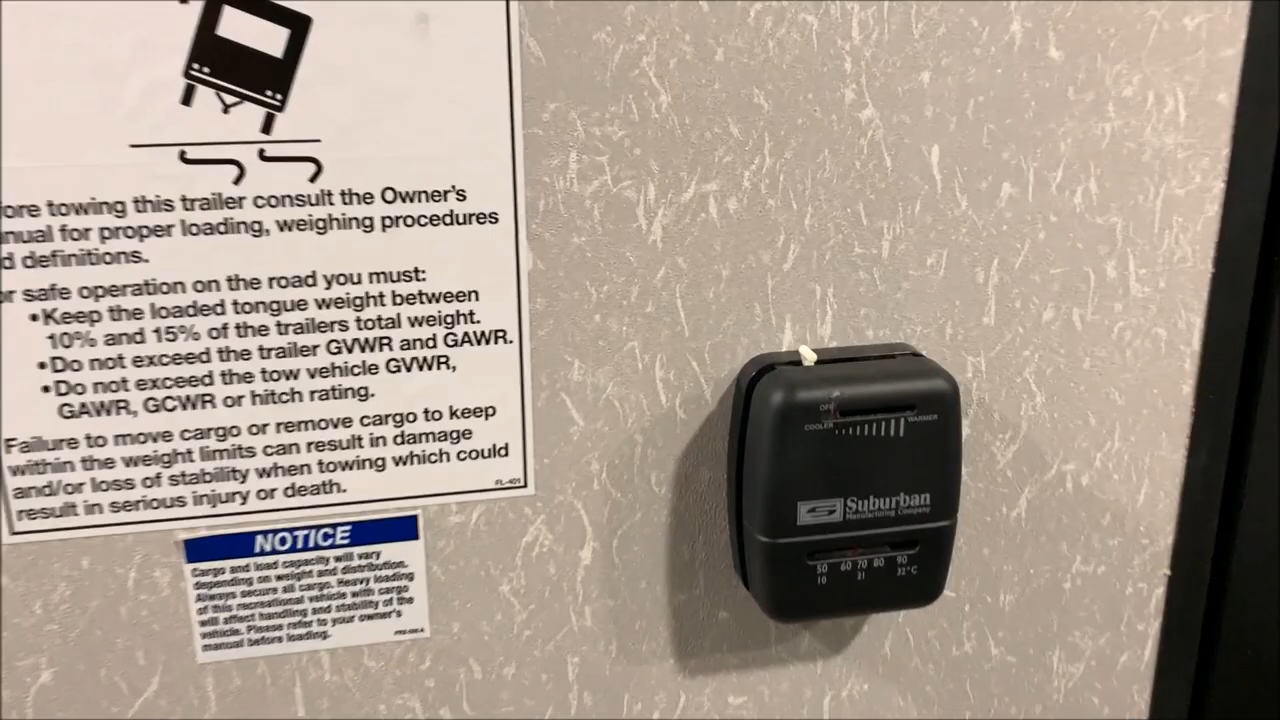 ore towing this trailer consult the Owner's
nual for proper loading, weighing procedures
d definitions.
or safe operation on the road you must:
•Keep the loaded tongue weight between
10% and 15% of the trailers total weight.
•Do not exceed the trailer GVWR and GAWR.
•Do not exceed the tow vehicle GVWR,
GAWR, GCWR or hitch rating.
Failure to move cargo or remove cargo to keep
within the weight limits can result in damage
and/or loss of stability when towing which could
result in serious injury or death.
FL-401
NOTICE
Cargo and load capacity will vary
depending on weight and distribution.
Always secure all cargo. Heavy loading
of this recreational vehicle with cargo
will affect handling and stability of the
vehicle. Please refer to your owner's
manual before loading.
OFF
COOLER WARMER
Suburban
Manufacturing Company
50 60 70 80 90
10 21 32°C